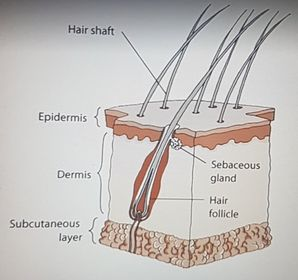 Hair shaft
Epidermis
Dermis
Sebaceous
gland
Hair
follicle
Subcutaneous
layer